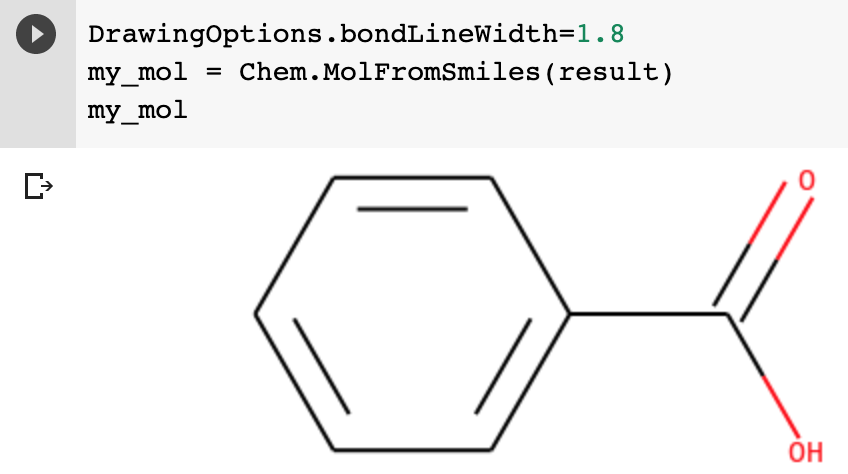 DrawingOptions.bondLineWidth=1.8
my_mol = Chem.MolFromSmiles(result)
my_mol
O
OH